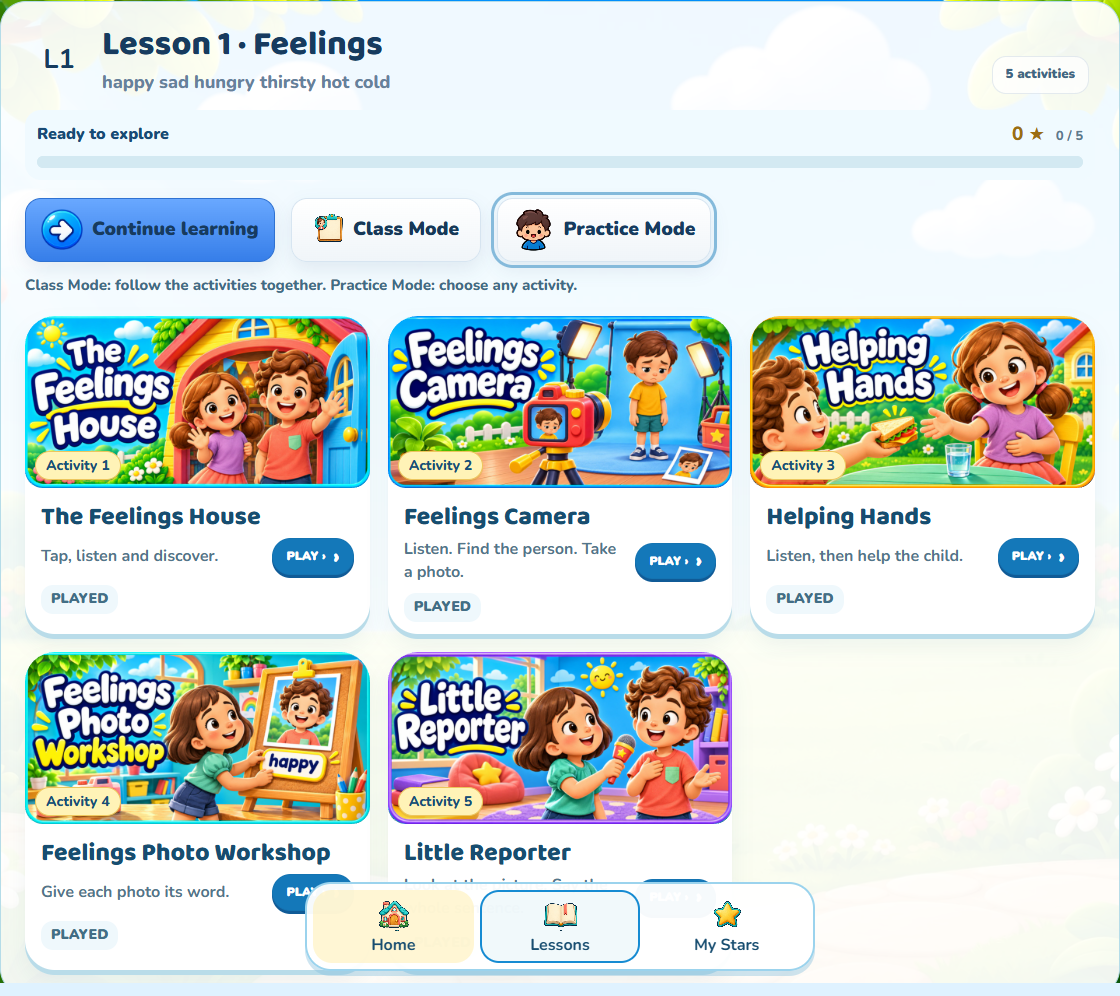 L1
Lesson 1 · Feelings
happy sad hungry thirsty hot cold
5 activities
Ready to explore
0 ★ 0 / 5
Continue learning
Class Mode
Practice Mode
Class Mode: follow the activities together. Practice Mode: choose any activity.
The
Feelings
House
Activity 1
The Feelings House
Tap, listen and discover.
PLAY › ›
PLAYED
Feelings
Camera
Activity 2
Feelings Camera
Listen. Find the person. Take
a photo.
PLAY › ›
PLAYED
Helping
Hands
Activity 3
Helping Hands
Listen, then help the child.
PLAY › ›
PLAYED
Feelings
Photo
Workshop
happy
Activity 4
Feelings Photo Workshop
Give each photo its word.
PLAYED
Little
Reporter
Activity 5
Little Reporter
Home
Lessons
My Stars